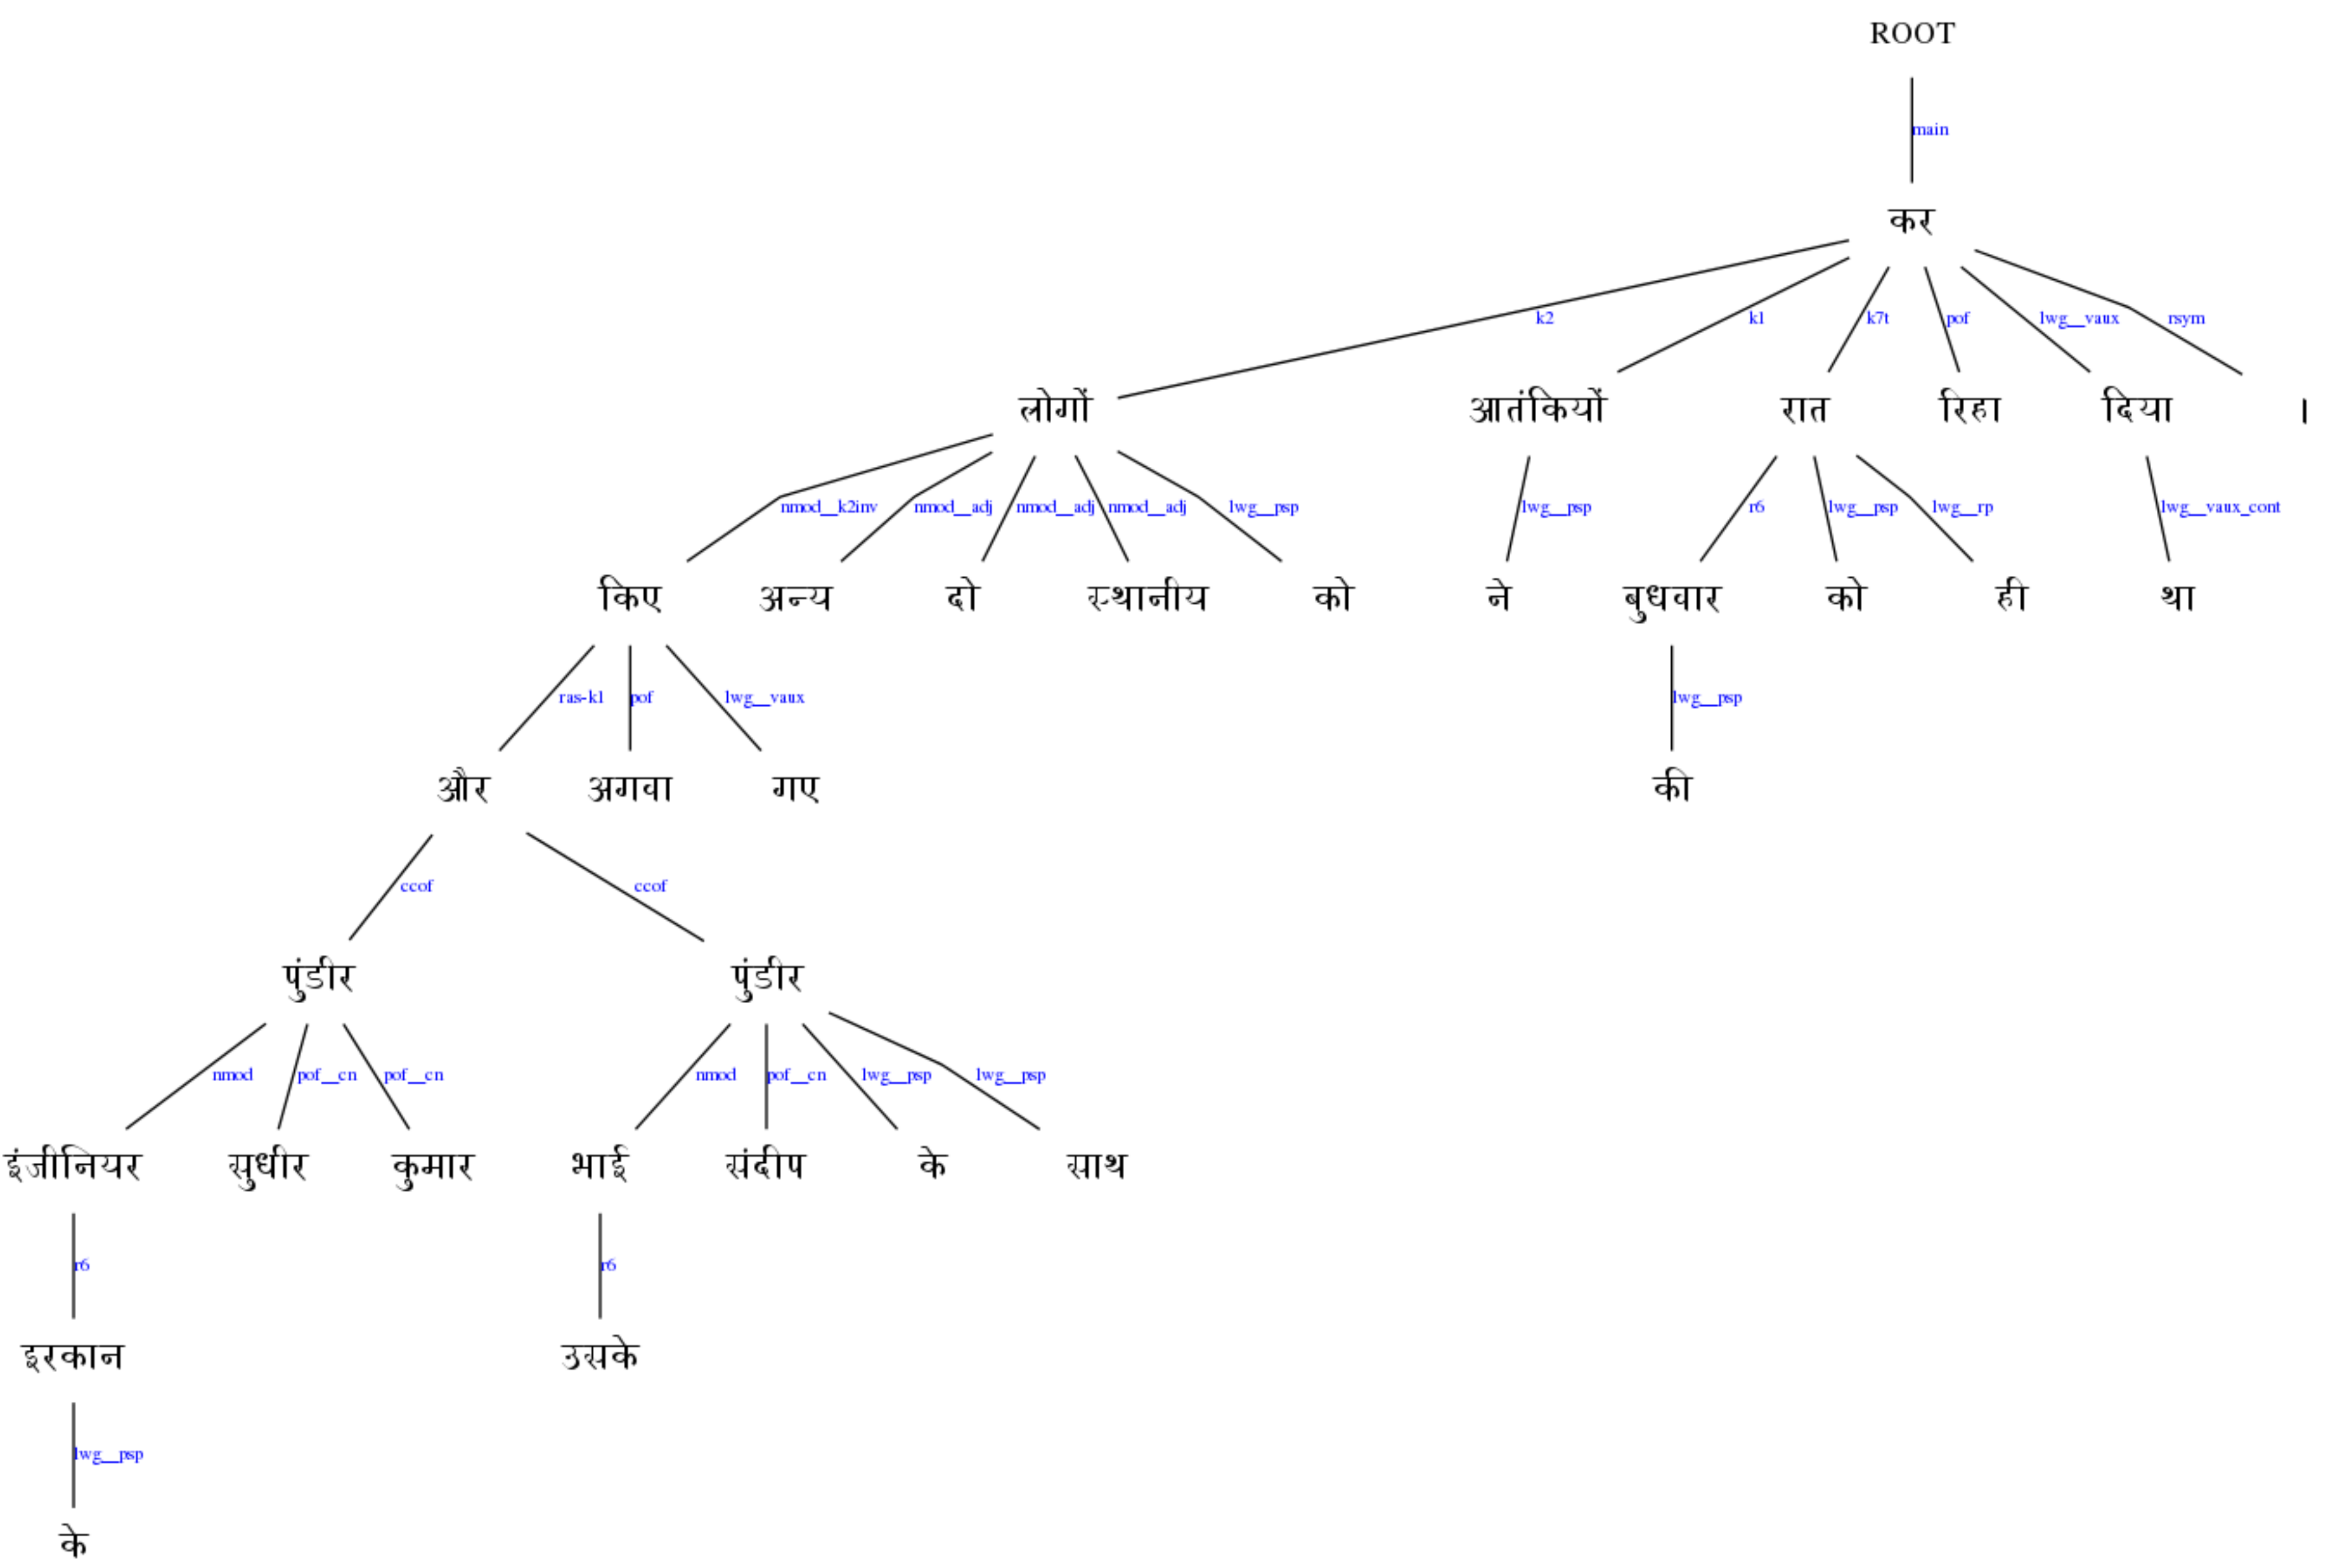 ROOT
main
कर
k2 k1 k7t pof lwg__vaux rsym
लोगों आतंकियों रात रिहा दिया ।
nmod__k2inv nmod__adj nmod__adj nmod__adj lwg__psp lwg__psp r6 lwg__psp lwg__rp lwg__vaux_cont
किए अन्य दो स्थानीय को ने बुधवार को ही था
ras-k1 pof lwg__vaux lwg__psp
और अगवा गए की
ccof ccof
पुंडीर पुंडीर
nmod pof__cn pof__cn nmod pof__cn lwg__psp lwg__psp
इंजीनियर सुधीर कुमार भाई संदीप के साथ
r6 r6
इरकान उसके
lwg__psp
के